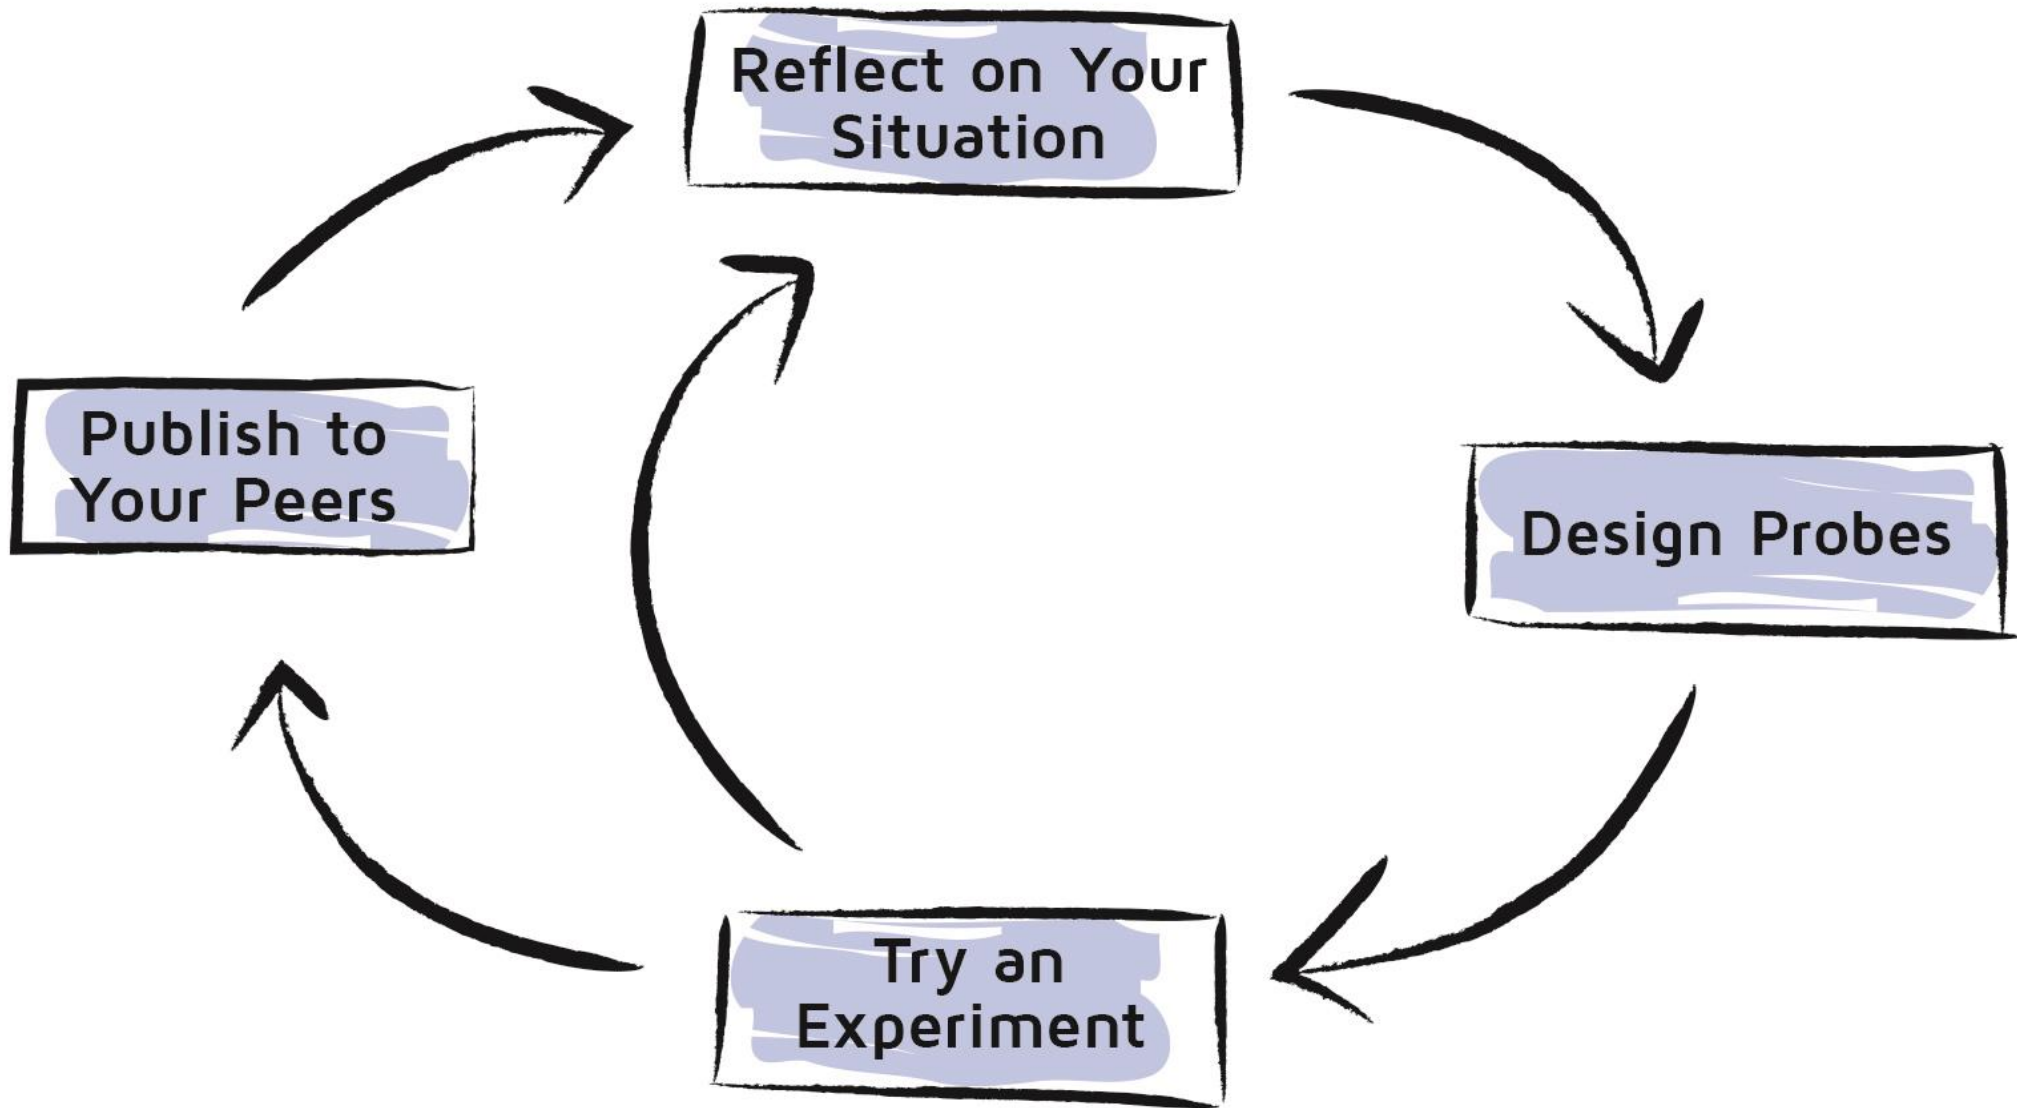 Reflect on Your
Situation
Publish to
Your Peers
Design Probes
Try an
Experiment